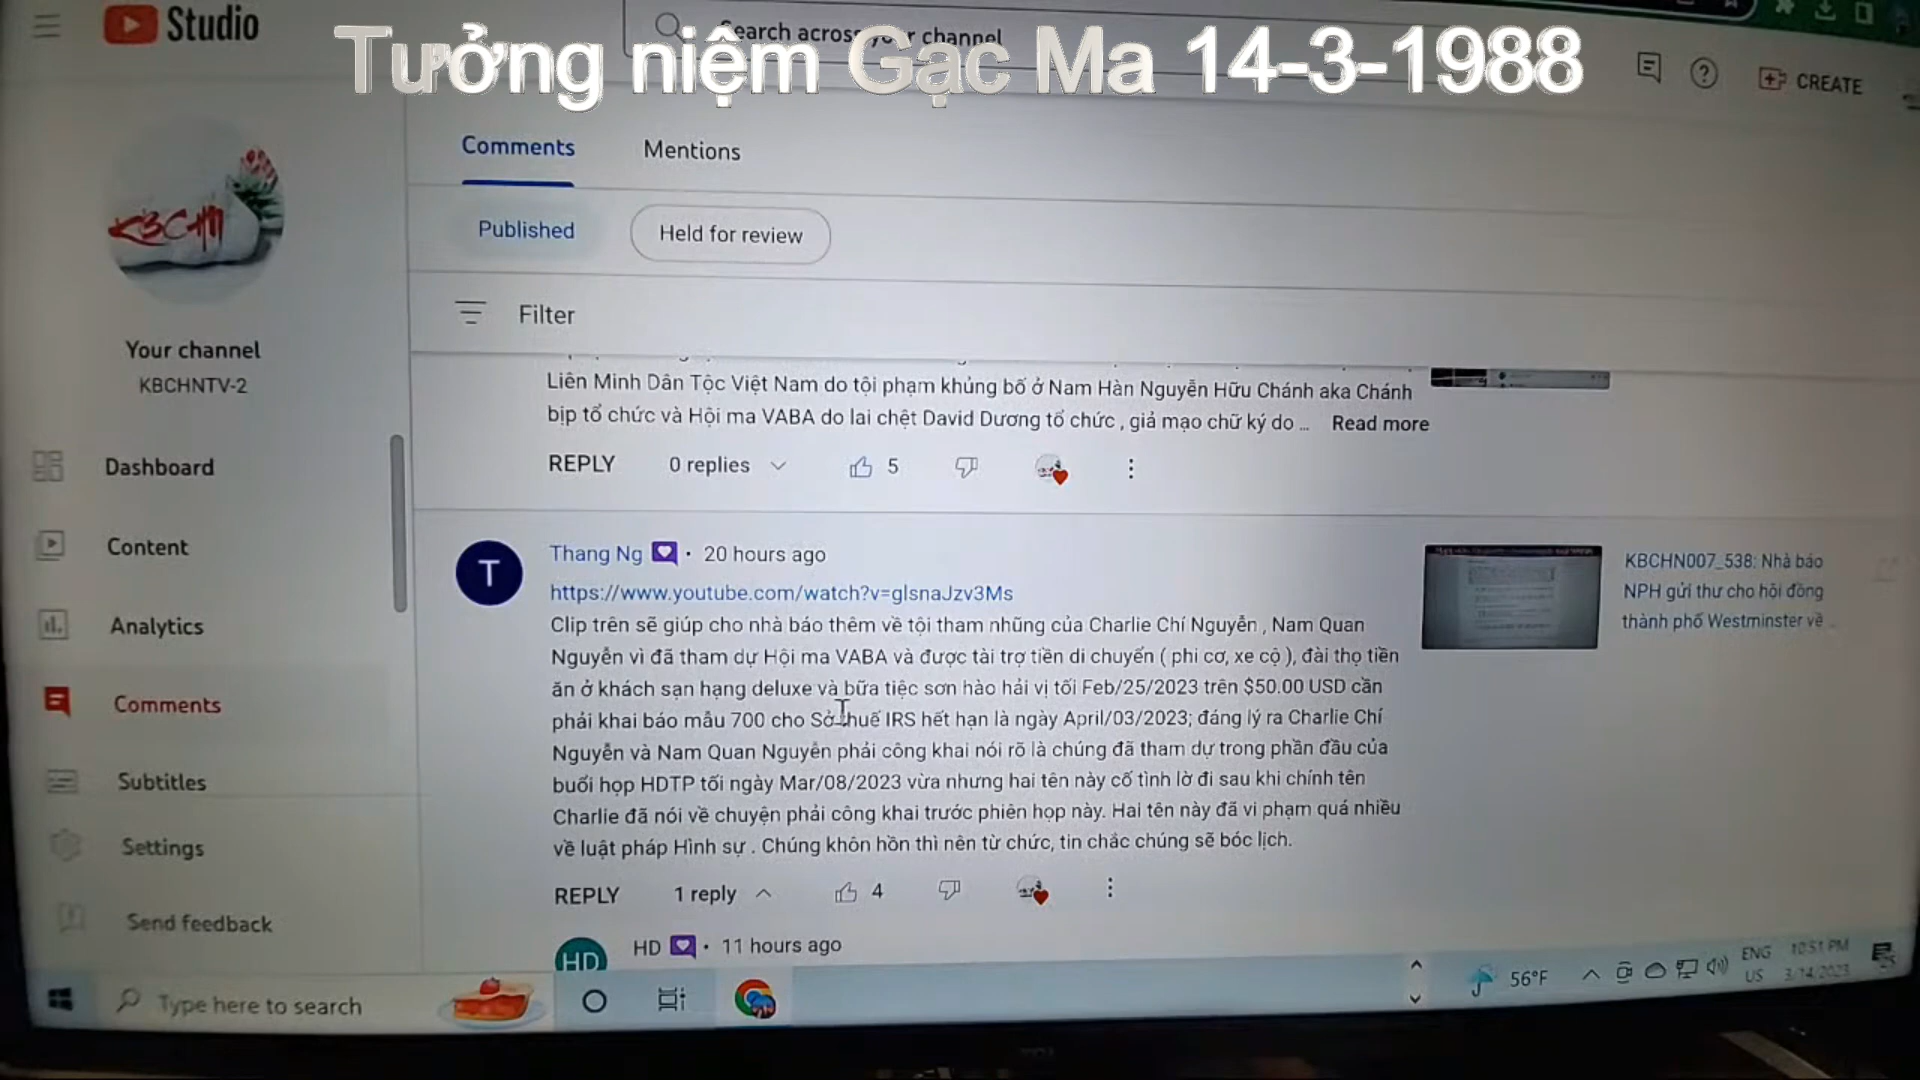 Studio
Search across your channel
Tưởng niệm Gạc Ma 14-3-1988
CREATE
Comments
Mentions
Published
Held for review
Filter
KBCHN
Your channel
KBCHNTV-2
Dashboard
Content
Analytics
Comments
Subtitles
Settings
Send feedback
Liên Minh Dân Tộc Việt Nam do tội phạm khủng bố ở Nam Hàn Nguyễn Hữu Chánh aka Chánh
bịp tổ chức và Hội ma VABA do lai chệt David Dương tổ chức , giả mạo chữ ký do ... Read more
REPLY 0 replies 5
T
Thang Ng · 20 hours ago
https://www.youtube.com/watch?v=glsnaJzv3Ms
Clip trên sẽ giúp cho nhà báo thêm về tội tham nhũng của Charlie Chí Nguyễn , Nam Quan
Nguyễn vì đã tham dự Hội ma VABA và được tài trợ tiền di chuyển ( phi cơ, xe cộ ), đài thọ tiền
ăn ở khách sạn hạng deluxe và bữa tiệc sơn hào hải vị tối Feb/25/2023 trên $50.00 USD cần
phải khai báo mẫu 700 cho Sở thuế IRS hết hạn là ngày April/03/2023; đáng lý ra Charlie Chí
Nguyễn và Nam Quan Nguyễn phải công khai nói rõ là chúng đã tham dự trong phần đầu của
buổi họp HDTP tối ngày Mar/08/2023 vừa nhưng hai tên này cố tình lờ đi sau khi chính tên
Charlie đã nói về chuyện phải công khai trước phiên họp này. Hai tên này đã vi phạm quá nhiều
về luật pháp Hình sự . Chúng khôn hồn thì nên từ chức, tin chắc chúng sẽ bóc lịch.
REPLY 1 reply 4
HD
HD · 11 hours ago
KBCHN007_538: Nhà báo
NPH gửi thư cho hội đồng
thành phố Westminster về
Type here to search
56°F
ENG
US
10:51 PM
3/14/2023